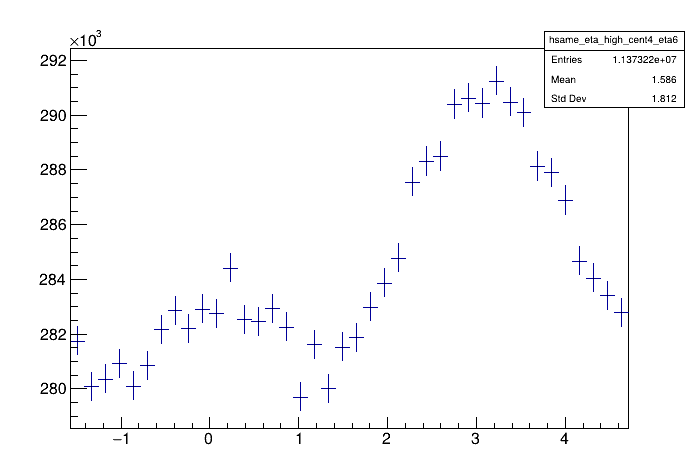 ×10³
hsame_eta_high_cent4_eta6
Entries 1.137322e+07
Mean 1.586
Std Dev 1.812
292
290
288
286
284
282
280
−1 0 1 2 3 4